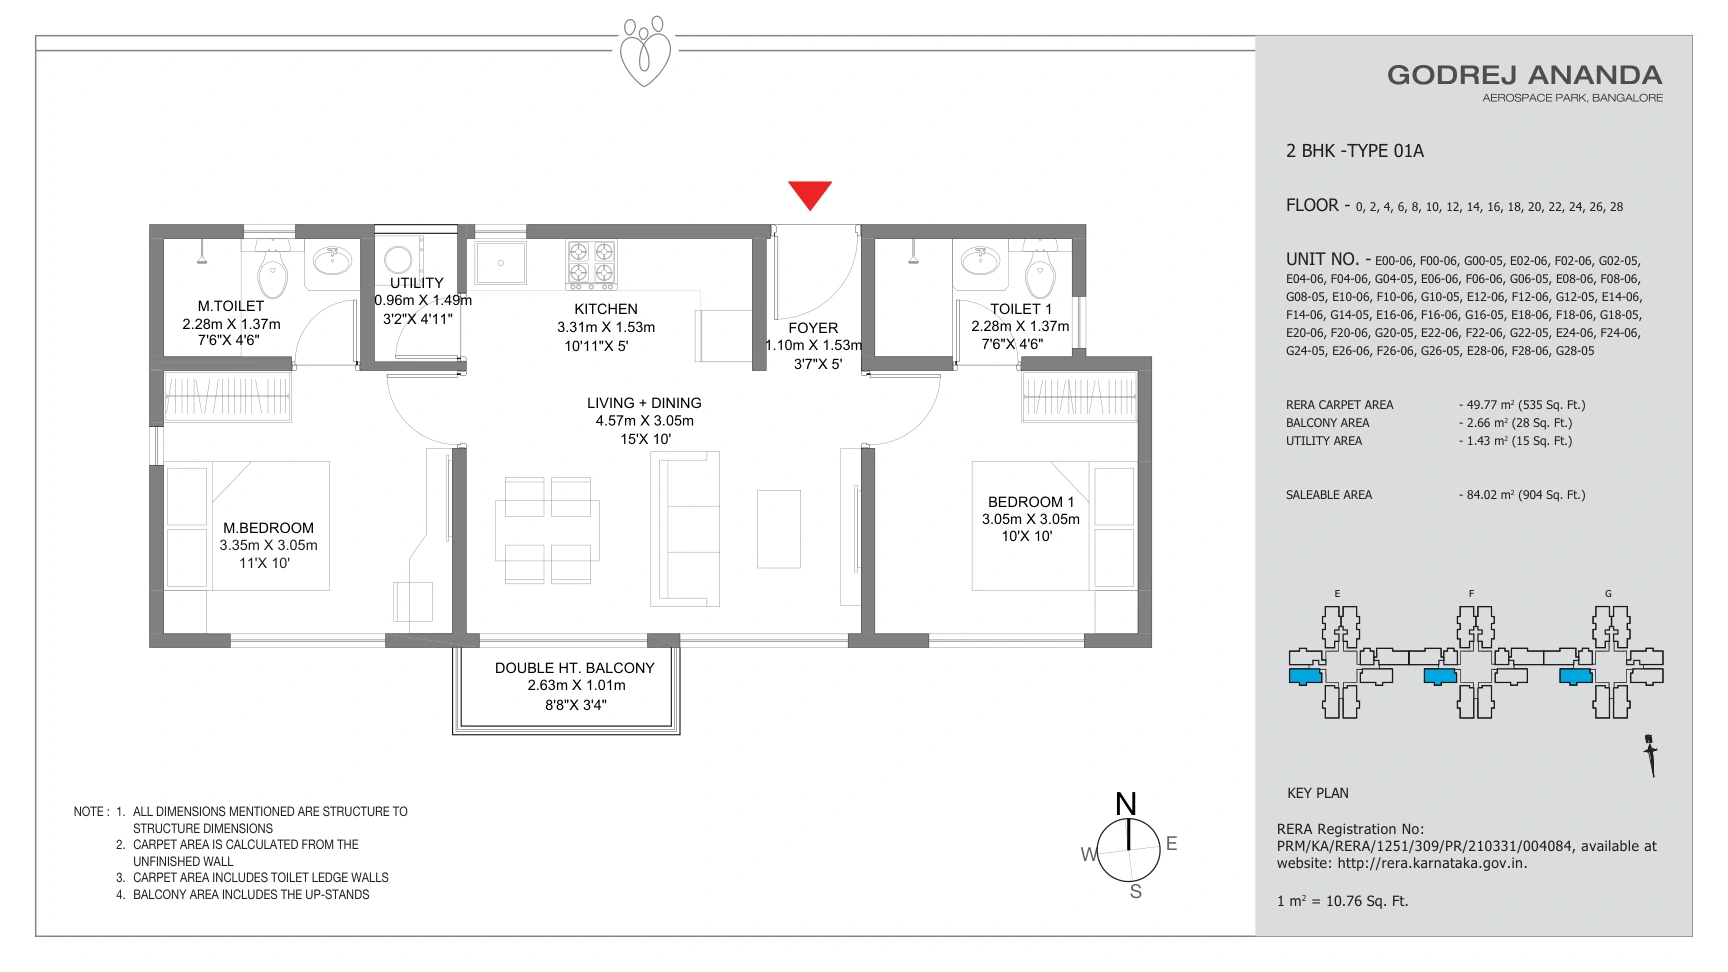 GODREJ ANANDA
AEROSPACE PARK, BANGALORE
2 BHK -TYPE 01A
FLOOR - 0, 2, 4, 6, 8, 10, 12, 14, 16, 18, 20, 22, 24, 26, 28
UNIT NO. - E00-06, F00-06, G00-05, E02-06, F02-06, G02-05,
E04-06, F04-06, G04-05, E06-06, F06-06, G06-05, E08-06, F08-06,
G08-05, E10-06, F10-06, G10-05, E12-06, F12-06, G12-05, E14-06,
F14-06, G14-05, E16-06, F16-06, G16-05, E18-06, F18-06, G18-05,
E20-06, F20-06, G20-05, E22-06, F22-06, G22-05, E24-06, F24-06,
G24-05, E26-06, F26-06, G26-05, E28-06, F28-06, G28-05
RERA CARPET AREA - 49.77 m² (535 Sq. Ft.)
BALCONY AREA - 2.66 m² (28 Sq. Ft.)
UTILITY AREA - 1.43 m² (15 Sq. Ft.)
SALEABLE AREA - 84.02 m² (904 Sq. Ft.)
E F G
KEY PLAN
RERA Registration No:
PRM/KA/RERA/1251/309/PR/210331/004084, available at
website: http://rera.karnataka.gov.in.
1 m² = 10.76 Sq. Ft.
M.TOILET
2.28m X 1.37m
7'6"X 4'6"
UTILITY
0.96m X 1.49m
3'2"X 4'11"
KITCHEN
3.31m X 1.53m
10'11"X 5'
FOYER
1.10m X 1.53m
3'7"X 5'
TOILET 1
2.28m X 1.37m
7'6"X 4'6"
LIVING + DINING
4.57m X 3.05m
15'X 10'
M.BEDROOM
3.35m X 3.05m
11'X 10'
BEDROOM 1
3.05m X 3.05m
10'X 10'
DOUBLE HT. BALCONY
2.63m X 1.01m
8'8"X 3'4"
NOTE : 1. ALL DIMENSIONS MENTIONED ARE STRUCTURE TO
STRUCTURE DIMENSIONS
2. CARPET AREA IS CALCULATED FROM THE
UNFINISHED WALL
3. CARPET AREA INCLUDES TOILET LEDGE WALLS
4. BALCONY AREA INCLUDES THE UP-STANDS
N
E
W
S